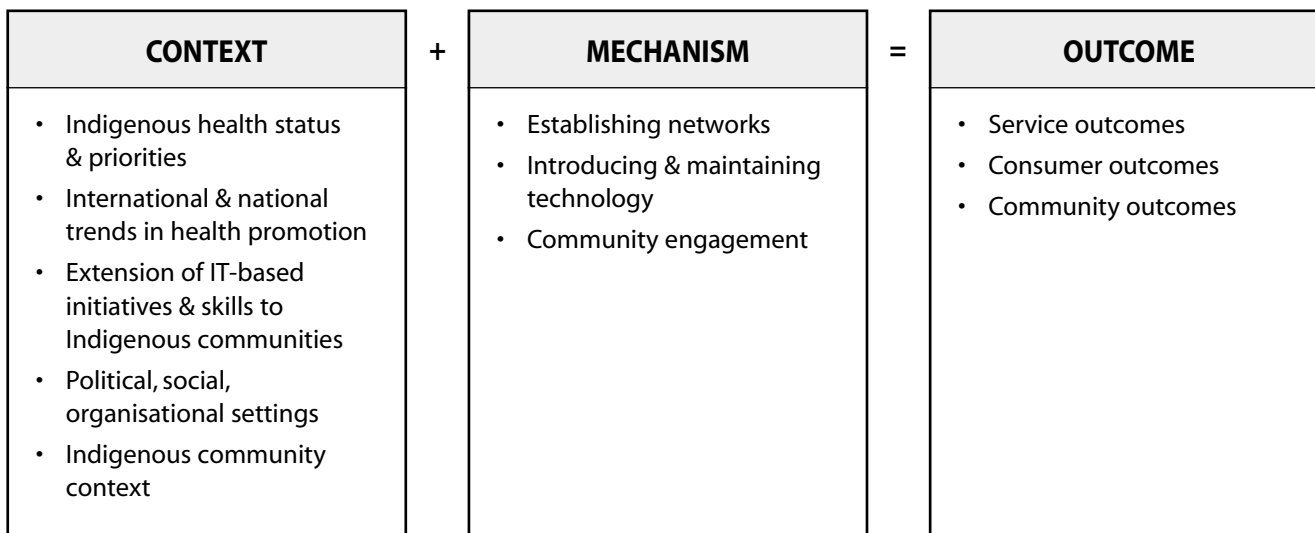 CONTEXT + MECHANISM = OUTCOME
• Indigenous health status
& priorities
• International & national
trends in health promotion
• Extension of IT-based
initiatives & skills to
Indigenous communities
• Political, social,
organisational settings
• Indigenous community
context
• Establishing networks
• Introducing & maintaining
technology
• Community engagement
• Service outcomes
• Consumer outcomes
• Community outcomes